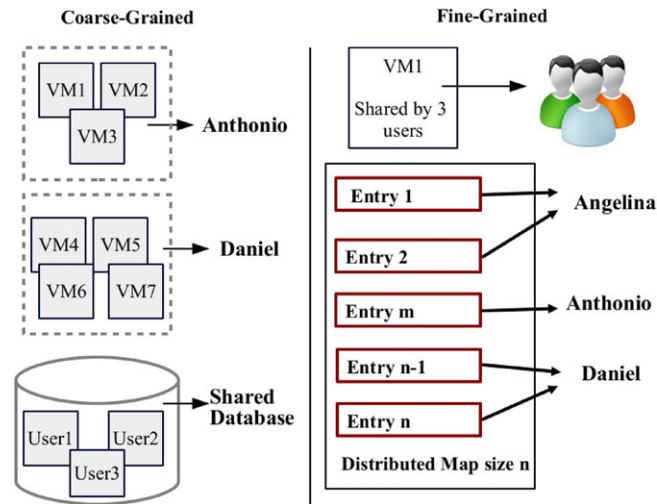 Coarse-Grained
VM1
VM2
VM3
Anthonio
VM4
VM5
VM6
VM7
Daniel
Shared
Database
User1
User2
User3
Fine-Grained
VM1
Shared by 3
users
Entry 1
Entry 2
Entry m
Entry n-1
Entry n
Angelina
Anthonio
Daniel
Distributed Map size n